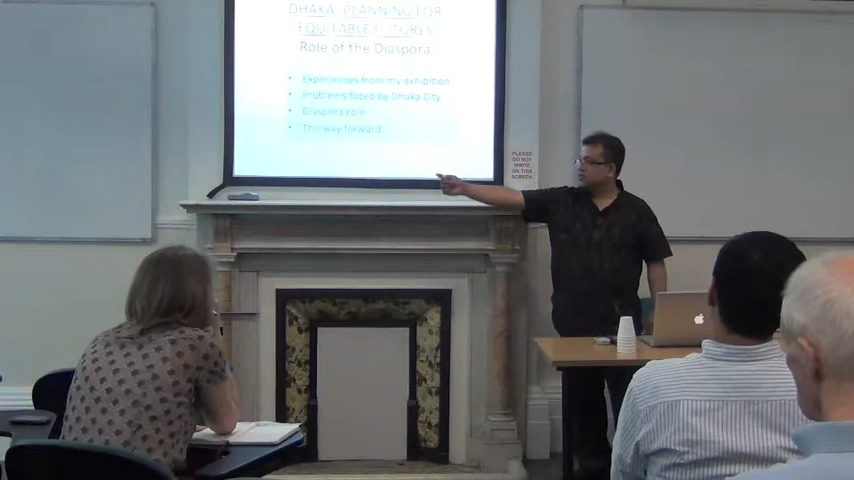 DHAKA PLANNING FOR
EQUITABLE FUTURES
Role of the Diaspora
• Experiences from my exhibition
• Problems faced by Dhaka City
• Diaspora role
• The way forward
PLEASE
DO NOT
WRITE
ON THIS
SCREEN